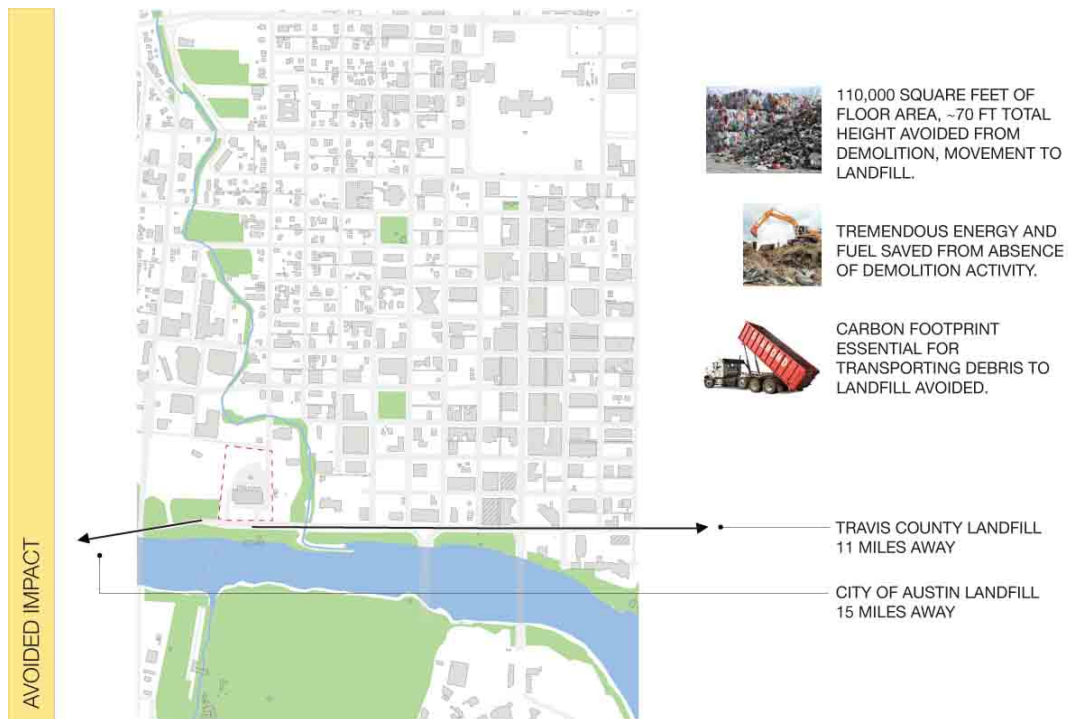 AVOIDED IMPACT
110,000 SQUARE FEET OF
FLOOR AREA, ~70 FT TOTAL
HEIGHT AVOIDED FROM
DEMOLITION, MOVEMENT TO
LANDFILL.
TREMENDOUS ENERGY AND
FUEL SAVED FROM ABSENCE
OF DEMOLITION ACTIVITY.
CARBON FOOTPRINT
ESSENTIAL FOR
TRANSPORTING DEBRIS TO
LANDFILL AVOIDED.
TRAVIS COUNTY LANDFILL
11 MILES AWAY
CITY OF AUSTIN LANDFILL
15 MILES AWAY